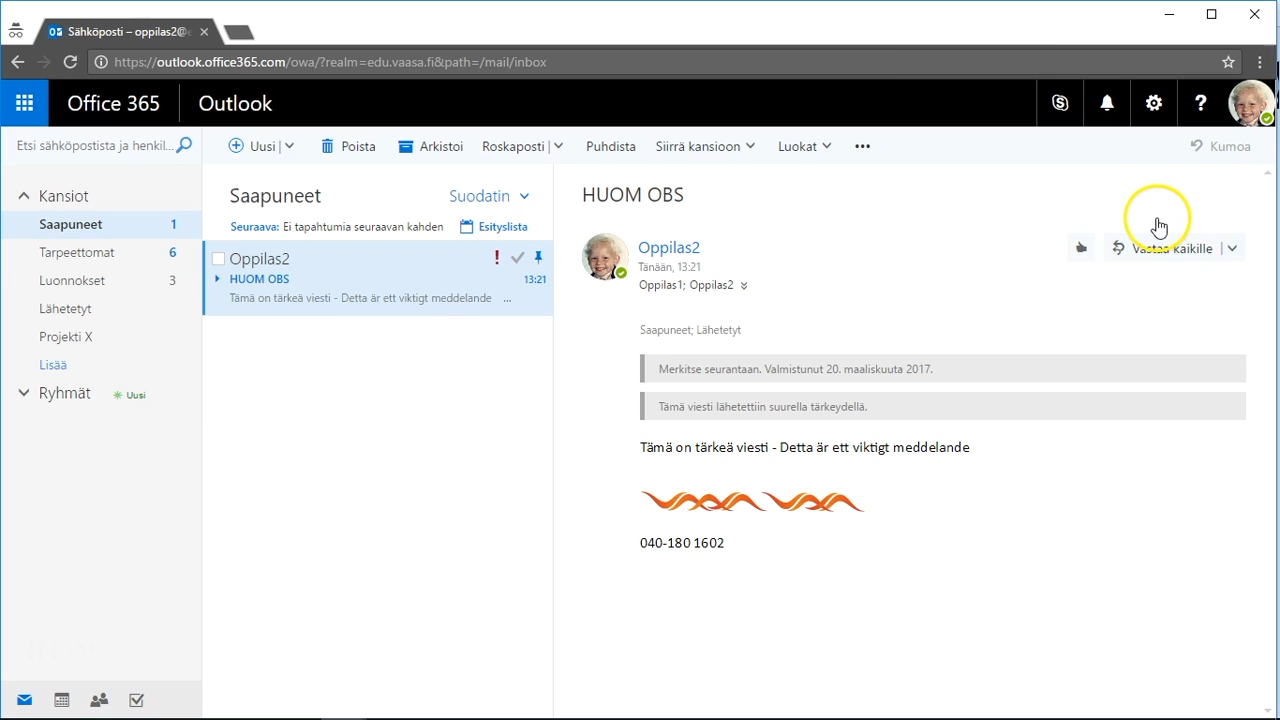 Sähköposti – oppilas2@e
https://outlook.office365.com/owa/?realm=edu.vaasa.fi&path=/mail/inbox
Office 365
Outlook
Etsi sähköpostista ja henkil...
Uusi
Poista
Arkistoi
Roskaposti
Puhdista
Siirrä kansioon
Luokat
Kumoa
Kansiot
Saapuneet 1
Tarpeettomat 6
Luonnokset 3
Lähetetyt
Projekti X
Lisää
Ryhmät Uusi
Saapuneet
Suodatin
Seuraava: Ei tapahtumia seuraavan kahden
Esityslista
Oppilas2
HUOM OBS 13:21
Tämä on tärkeä viesti - Detta är ett viktigt meddelande ...
HUOM OBS
Oppilas2
Vastaa kaikille
Tänään, 13:21
Oppilas1; Oppilas2
Saapuneet; Lähetetyt
Merkitse seurantaan. Valmistunut 20. maaliskuuta 2017.
Tämä viesti lähetettiin suurella tärkeydellä.
Tämä on tärkeä viesti - Detta är ett viktigt meddelande
040-180 1602